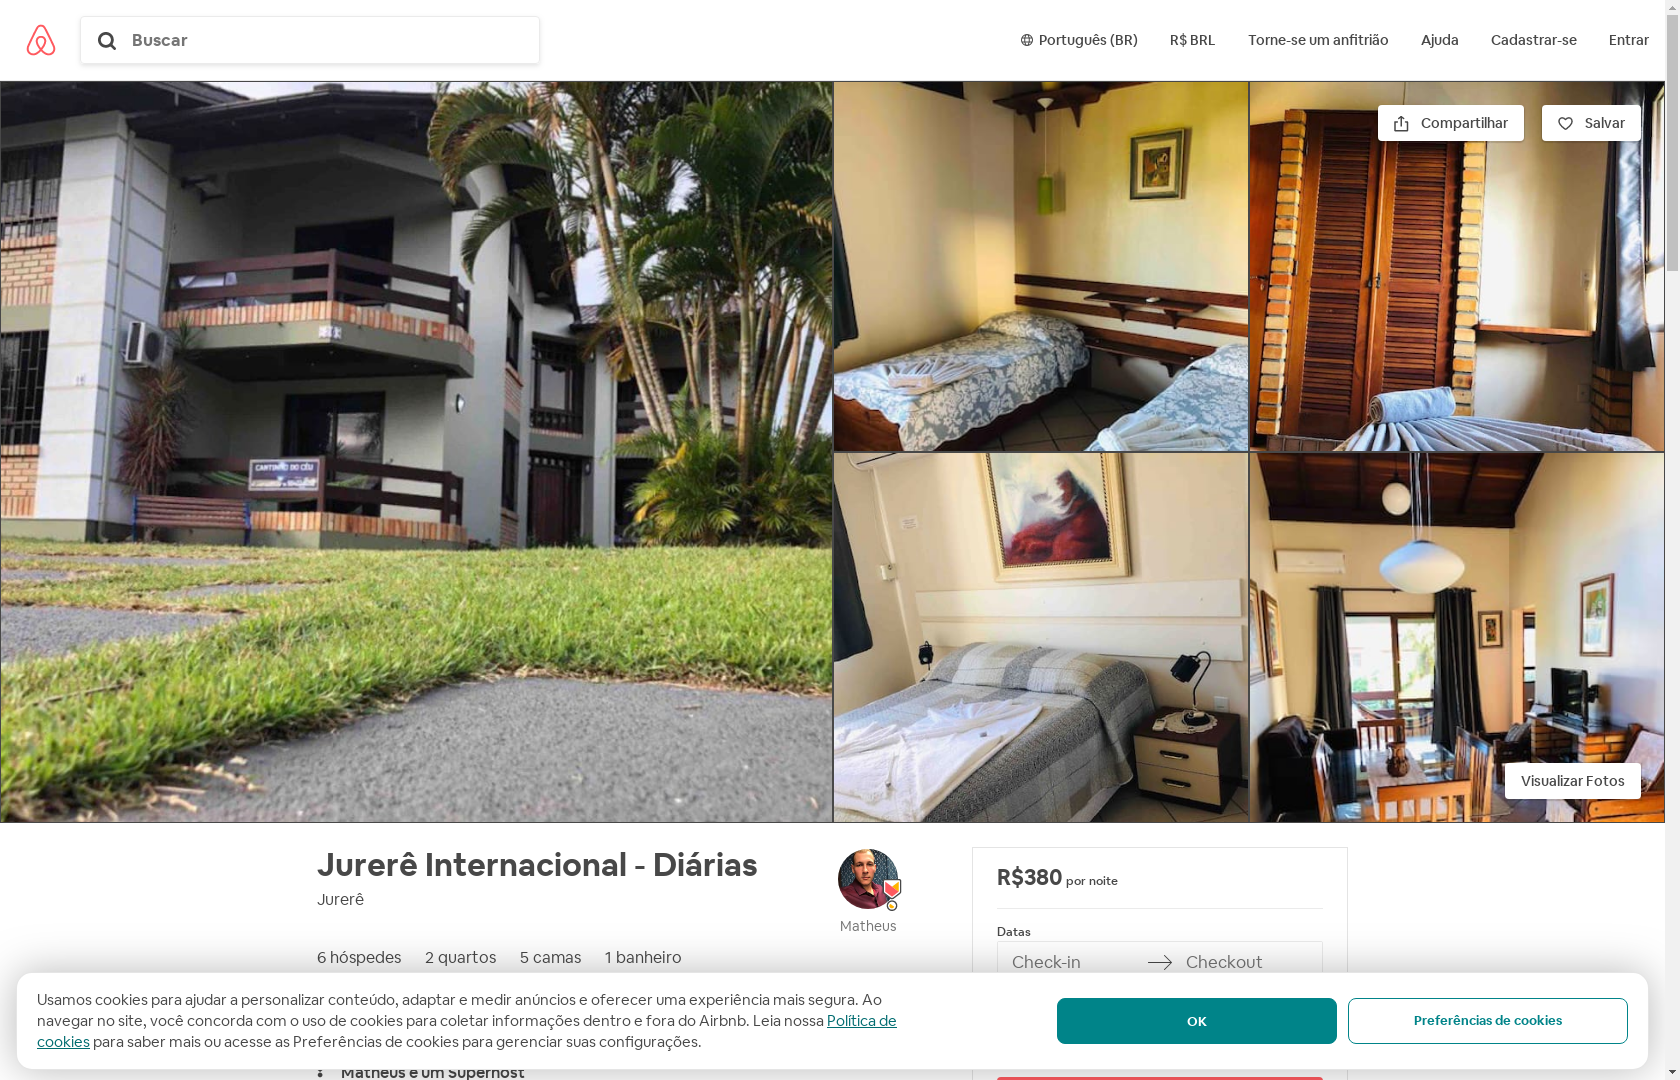 Buscar
Português (BR)
R$ BRL
Torne-se um anfitrião
Ajuda
Cadastrar-se
Entrar
Compartilhar
Salvar
CANTINHO DO CÉU
Visualizar Fotos
Jurerê Internacional - Diárias
Jurerê
Matheus
6 hóspedes 2 quartos 5 camas 1 banheiro
R$380 por noite
Datas
Check-in
Checkout
Usamos cookies para ajudar a personalizar conteúdo, adaptar e medir anúncios e oferecer uma experiência mais segura. Ao
navegar no site, você concorda com o uso de cookies para coletar informações dentro e fora do Airbnb. Leia nossa Política de
cookies para saber mais ou acesse as Preferências de cookies para gerenciar suas configurações.
OK
Preferências de cookies
Matheus é um Superhost